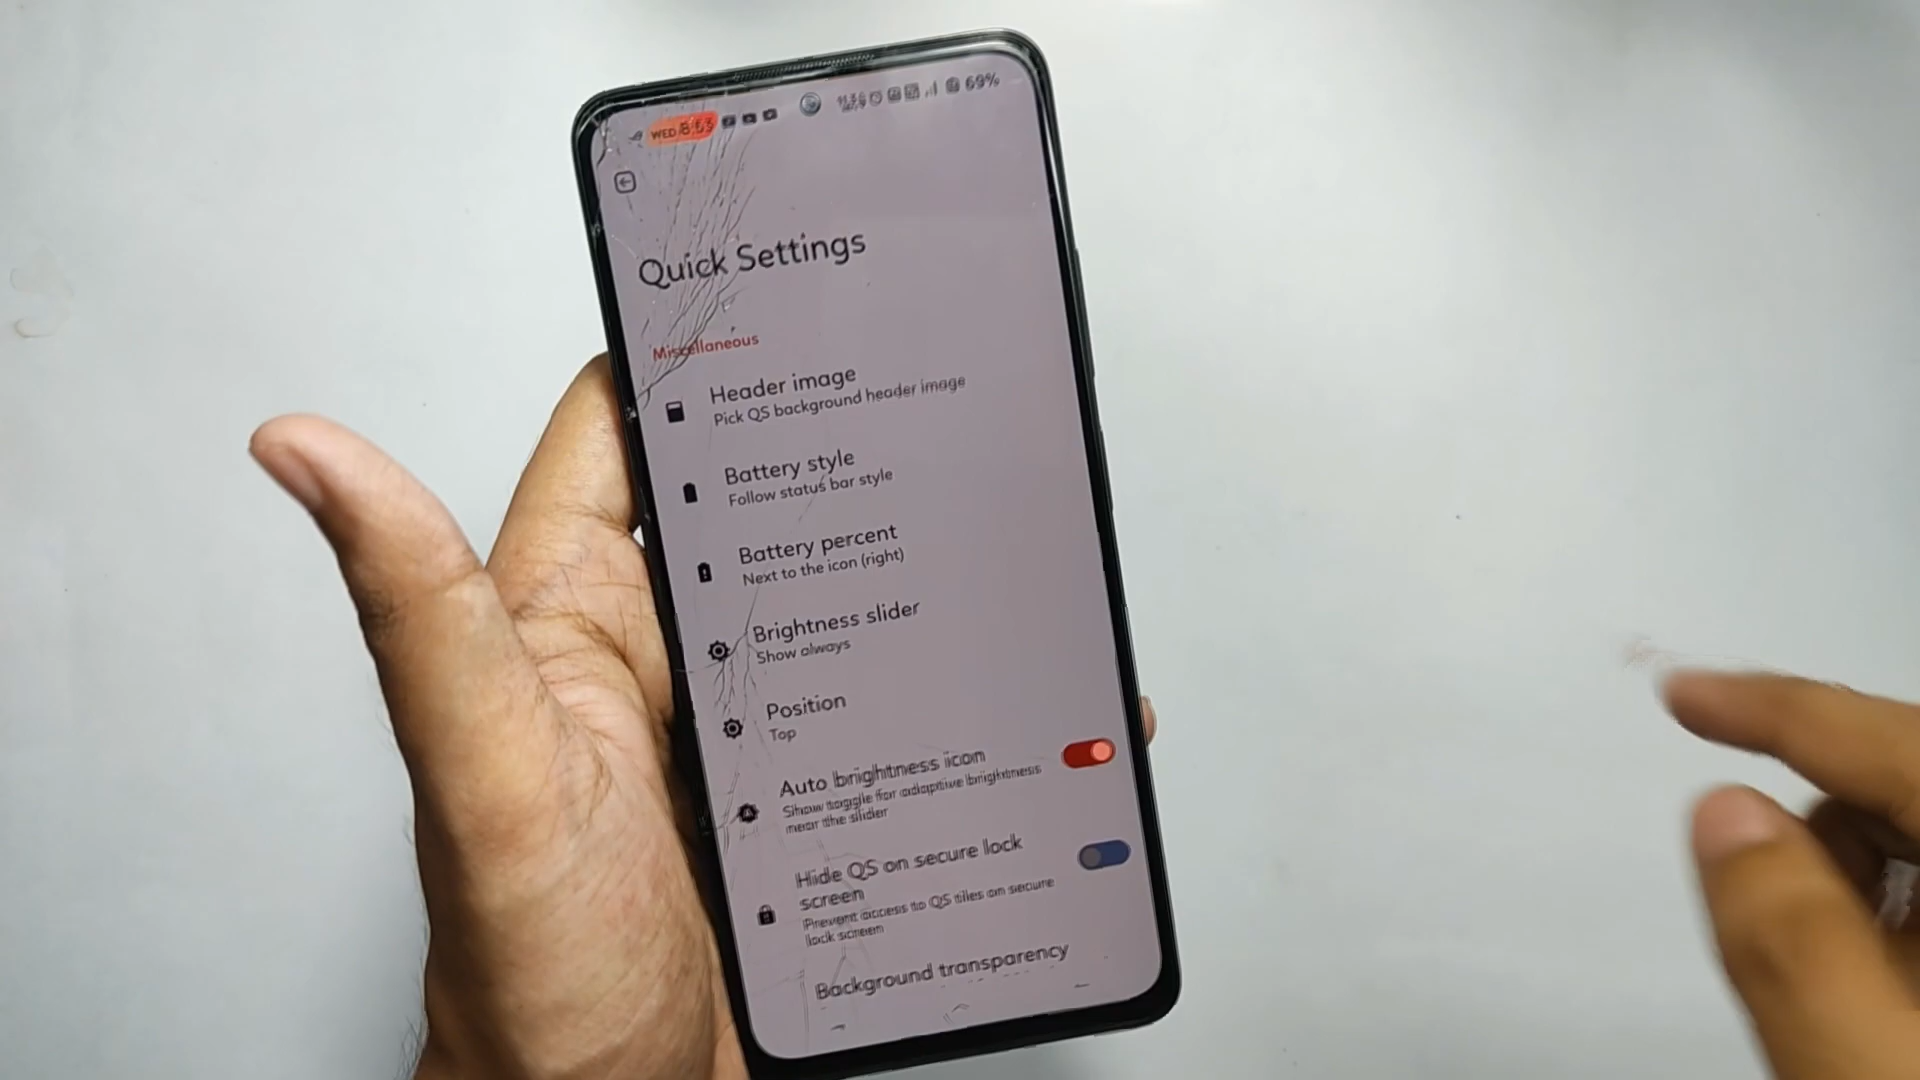 WED 8:53
69%
Quick Settings
Miscellaneous
Header image
Pick QS background header image
Battery style
Follow status bar style
Battery percent
Next to the icon (right)
Brightness slider
Show always
Position
Top
Auto brightness icon
Show toggle for adaptive brightness
near the slider
Hide QS on secure lock
screen
Prevent access to QS tiles on secure
lock screen
Background transparency